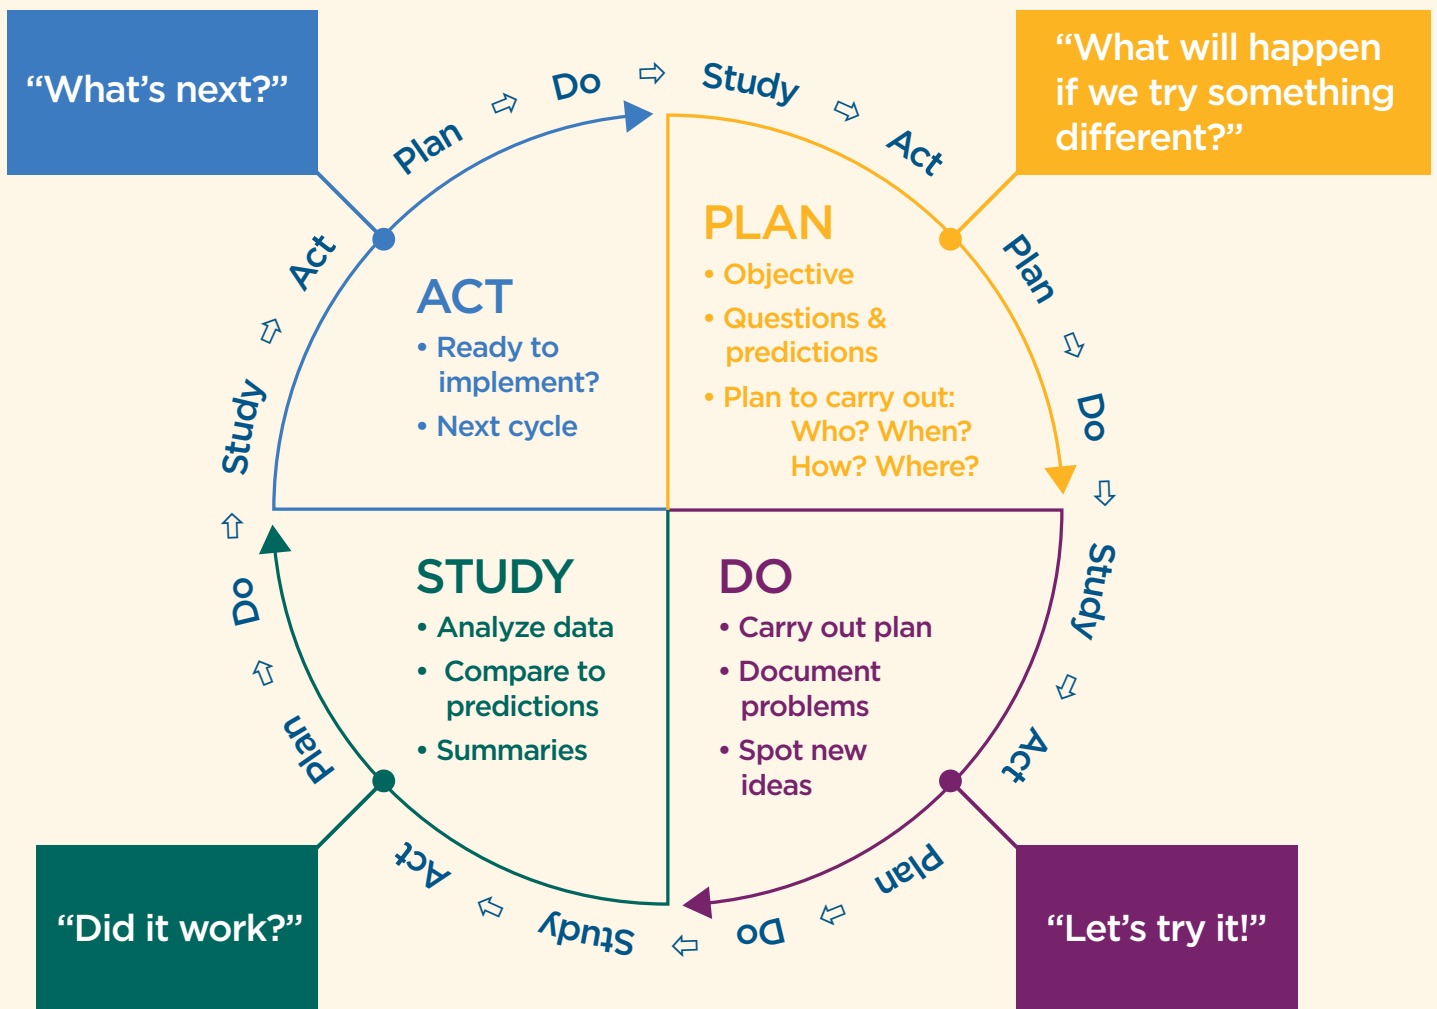 “What’s next?”
“What will happen
if we try something
different?”
Plan ⇨ Do ⇨ Study ⇨ Act
Plan ⇨ Do ⇨ Study ⇨ Act
Plan ⇨ Do ⇨ Study ⇨ Act
Plan ⇨ Do ⇨ Study ⇨ Act
PLAN
• Objective
• Questions &
predictions
• Plan to carry out:
Who? When?
How? Where?
ACT
• Ready to
implement?
• Next cycle
STUDY
• Analyze data
• Compare to
predictions
• Summaries
DO
• Carry out plan
• Document
problems
• Spot new
ideas
“Did it work?”
“Let’s try it!”